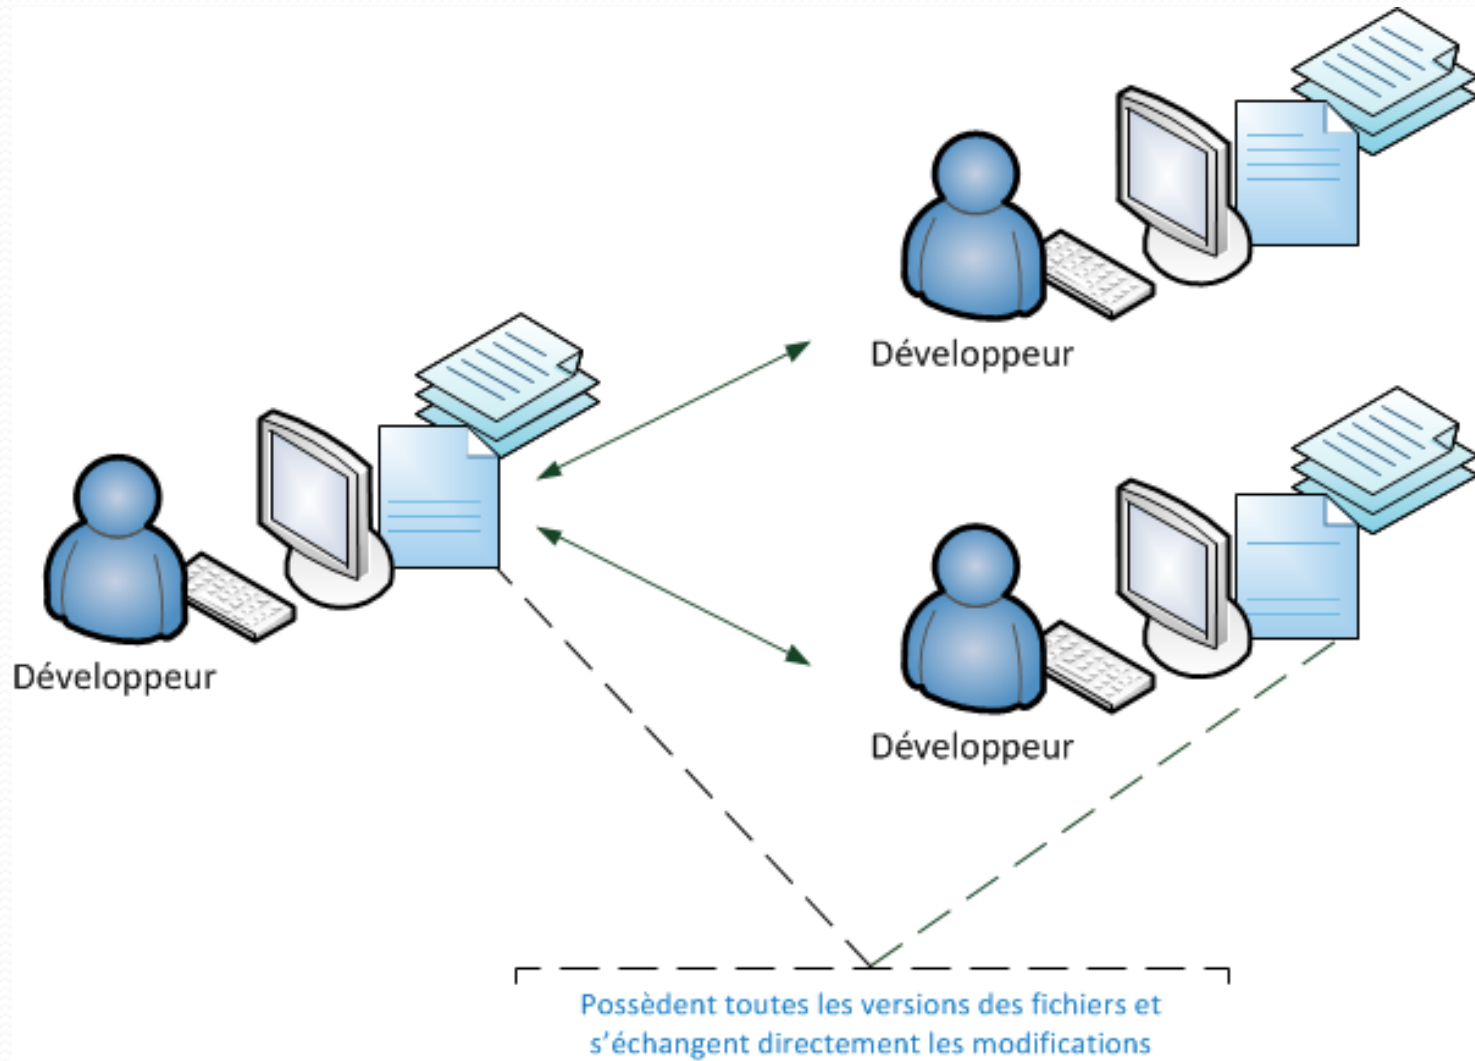 Développeur
Développeur
Développeur
Possèdent toutes les versions des fichiers et
s'échangent directement les modifications